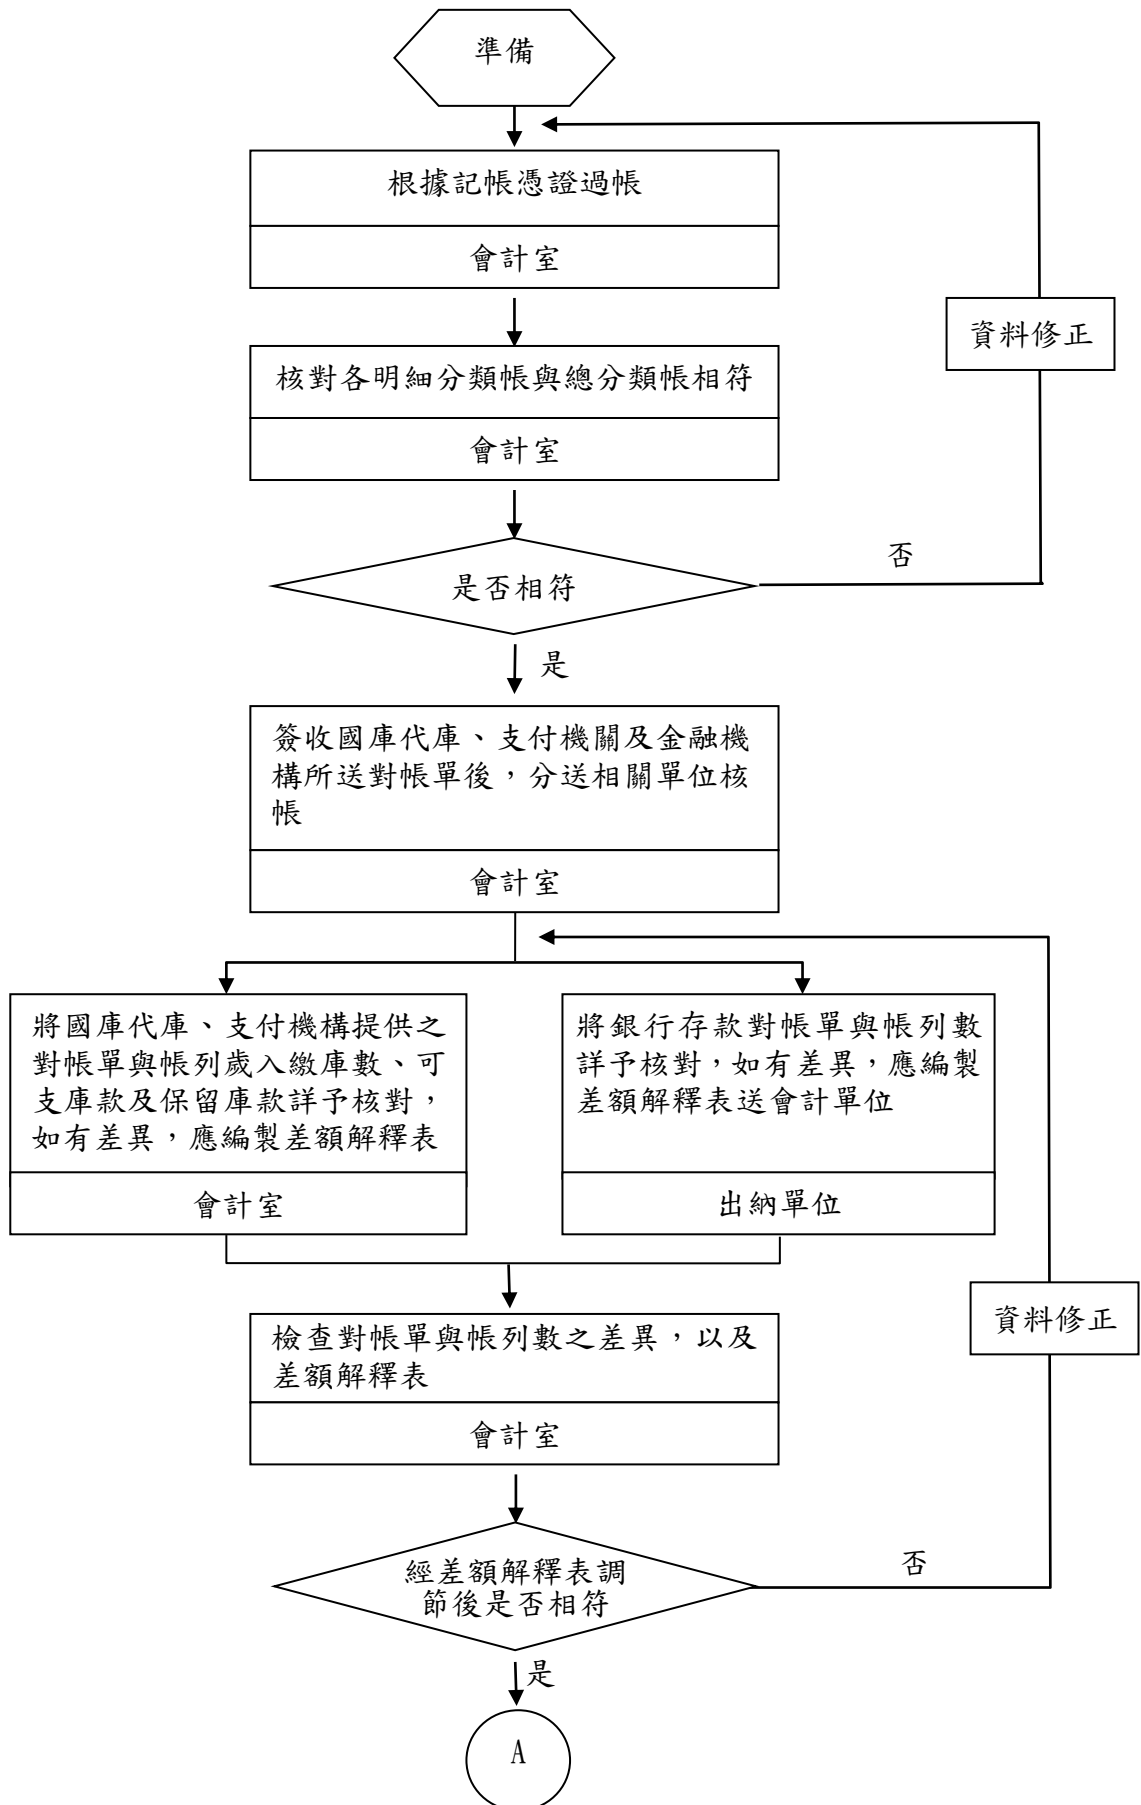 準備
根據記帳憑證過帳
會計室
資料修正
核對各明細分類帳與總分類帳相符
會計室
是否相符
否
是
簽收國庫代庫、支付機關及金融機
構所送對帳單後，分送相關單位核
帳
會計室
將國庫代庫、支付機構提供之
對帳單與帳列歲入繳庫數、可
支庫款及保留庫款詳予核對，
如有差異，應編製差額解釋表
會計室
將銀行存款對帳單與帳列數
詳予核對，如有差異，應編製
差額解釋表送會計單位
出納單位
資料修正
檢查對帳單與帳列數之差異，以及
差額解釋表
會計室
經差額解釋表調
節後是否相符
否
是
A